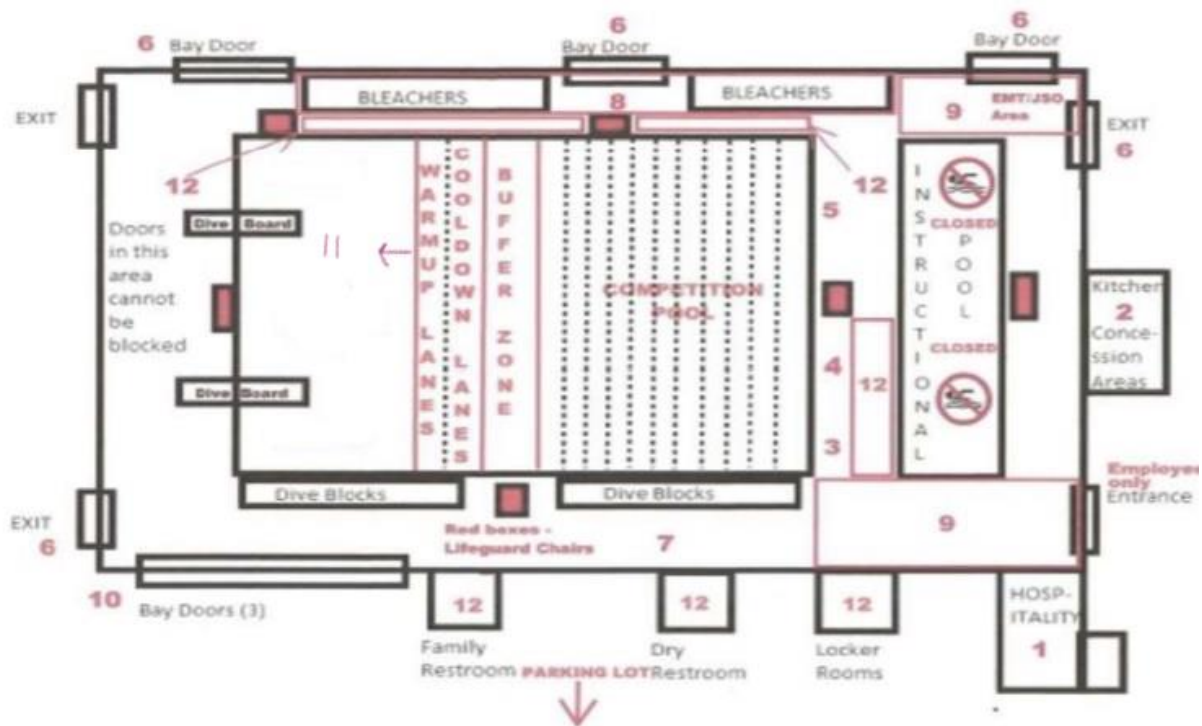 6 Bay Door
6
Bay Door
6
Bay Door
EXIT
BLEACHERS
8
BLEACHERS
9 EMT/JSO
Area
EXIT
6
12
12
Dive Board
Doors
in this
area
cannot
be
blocked
11
←
WARMUP LANES
COOLDOWN LANES
BUFFER ZONE
COMPETITION
POOL
5
4
3
12
INSTRUCTIONAL
POOL
CLOSED
CLOSED
Kitchen
2
Conce-
ssion
Areas
Dive Board
Dive Blocks
Dive Blocks
Red boxes -
Lifeguard Chairs
7
9
Employee
only
Entrance
EXIT
6
10
Bay Doors (3)
12
Family
Restroom
12
Dry
Restroom
12
Locker
Rooms
HOSP-
ITALITY
1
PARKING LOT